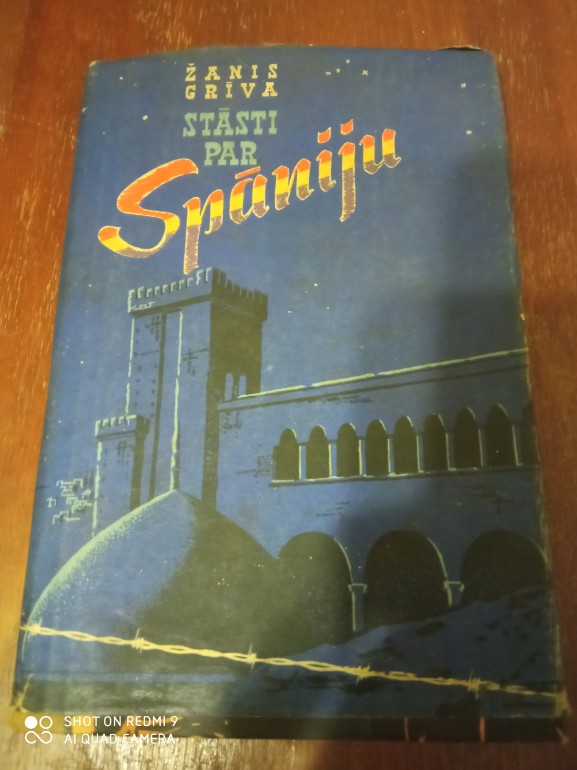 ŽANIS
GRĪVA
STĀSTI
PAR
Spāniju
SHOT ON REDMI 9
AI QUAD CAMERA